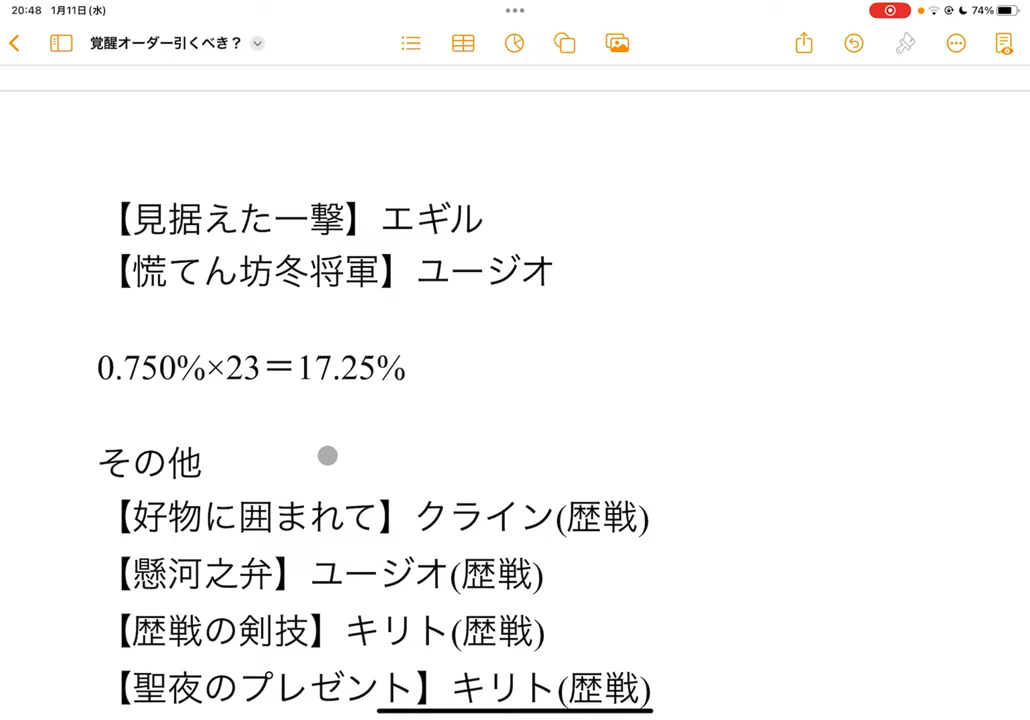 20:48 1月11日(水)
74%
覚醒オーダー引くべき？
【見据えた一撃】エギル
【慌てん坊冬将軍】ユージオ
0.750%×23＝17.25%
その他
【好物に囲まれて】クライン(歴戦)
【懸河之弁】ユージオ(歴戦)
【歴戦の剣技】キリト(歴戦)
【聖夜のプレゼント】キリト(歴戦)